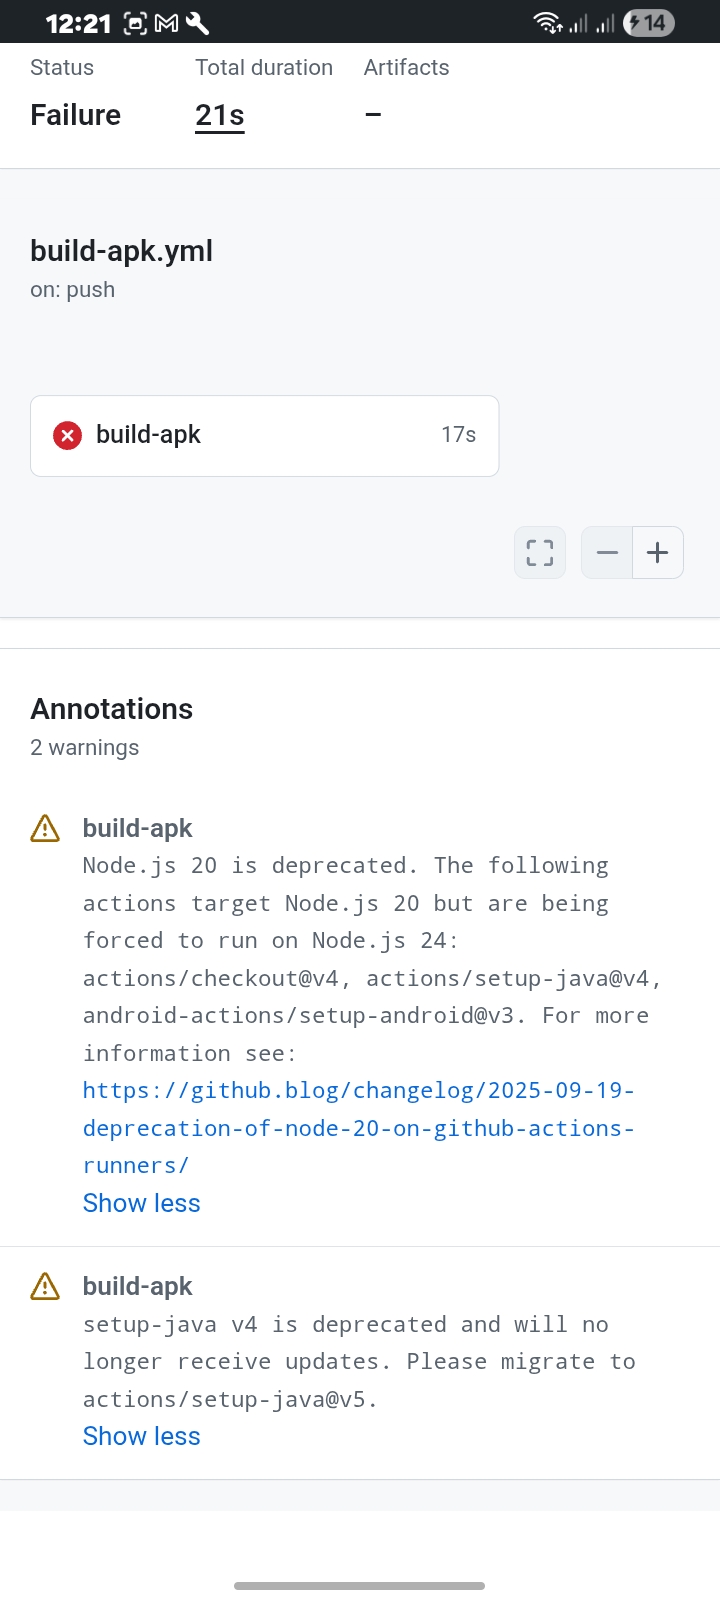 12:21
14
Status Total duration Artifacts
Failure 21s –
build-apk.yml
on: push
build-apk 17s
Annotations
2 warnings
build-apk
Node.js 20 is deprecated. The following
actions target Node.js 20 but are being
forced to run on Node.js 24:
actions/checkout@v4, actions/setup-java@v4,
android-actions/setup-android@v3. For more
information see:
https://github.blog/changelog/2025-09-19-
deprecation-of-node-20-on-github-actions-
runners/
Show less
build-apk
setup-java v4 is deprecated and will no
longer receive updates. Please migrate to
actions/setup-java@v5.
Show less